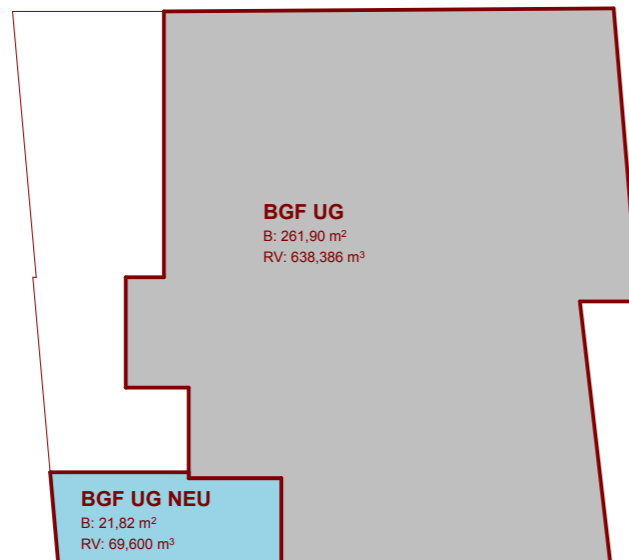 BGF UG
B: 261,90 m²
RV: 638,386 m³
BGF UG NEU
B: 21,82 m²
RV: 69,600 m³